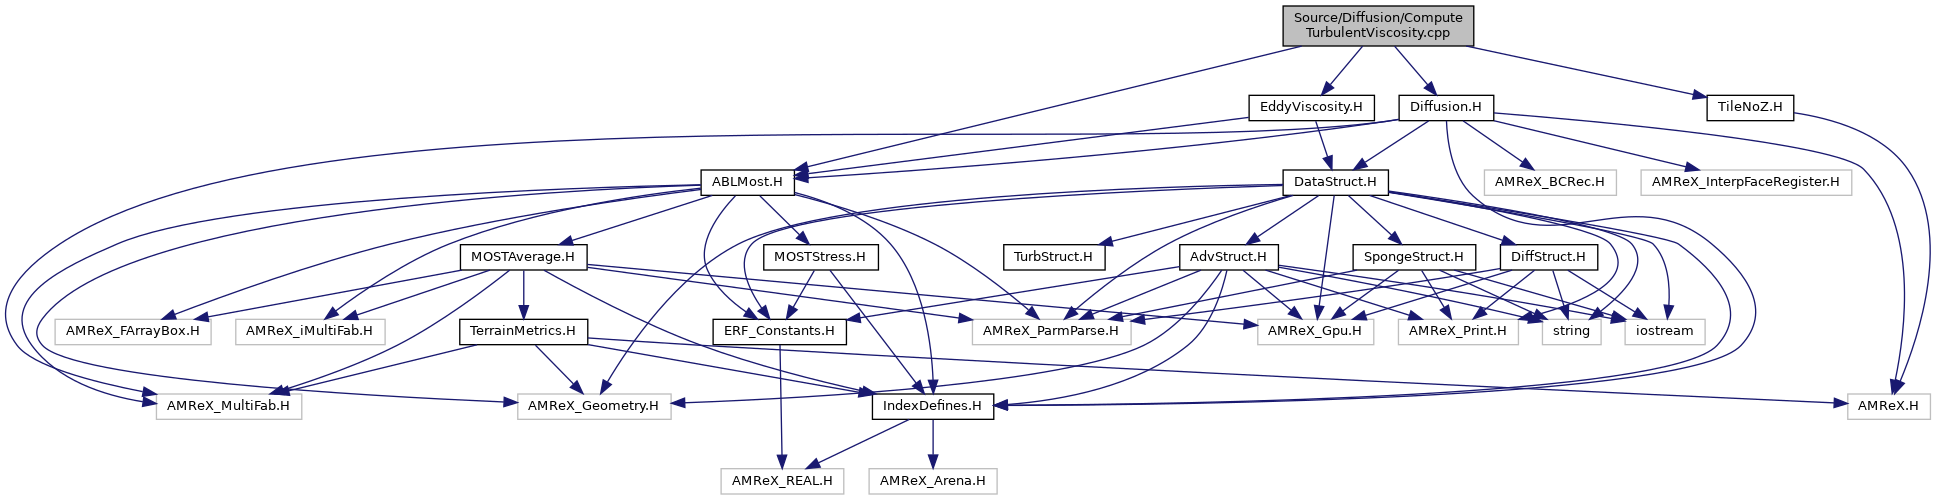 Source/Diffusion/Compute
TurbulentViscosity.cpp
EddyViscosity.H
Diffusion.H
TileNoZ.H
ABLMost.H
DataStruct.H
AMReX_BCRec.H
AMReX_InterpFaceRegister.H
MOSTAverage.H
MOSTStress.H
TurbStruct.H
AdvStruct.H
SpongeStruct.H
DiffStruct.H
AMReX_FArrayBox.H
AMReX_iMultiFab.H
TerrainMetrics.H
ERF_Constants.H
AMReX_ParmParse.H
AMReX_Gpu.H
AMReX_Print.H
string
iostream
AMReX_MultiFab.H
AMReX_Geometry.H
IndexDefines.H
AMReX.H
AMReX_REAL.H
AMReX_Arena.H